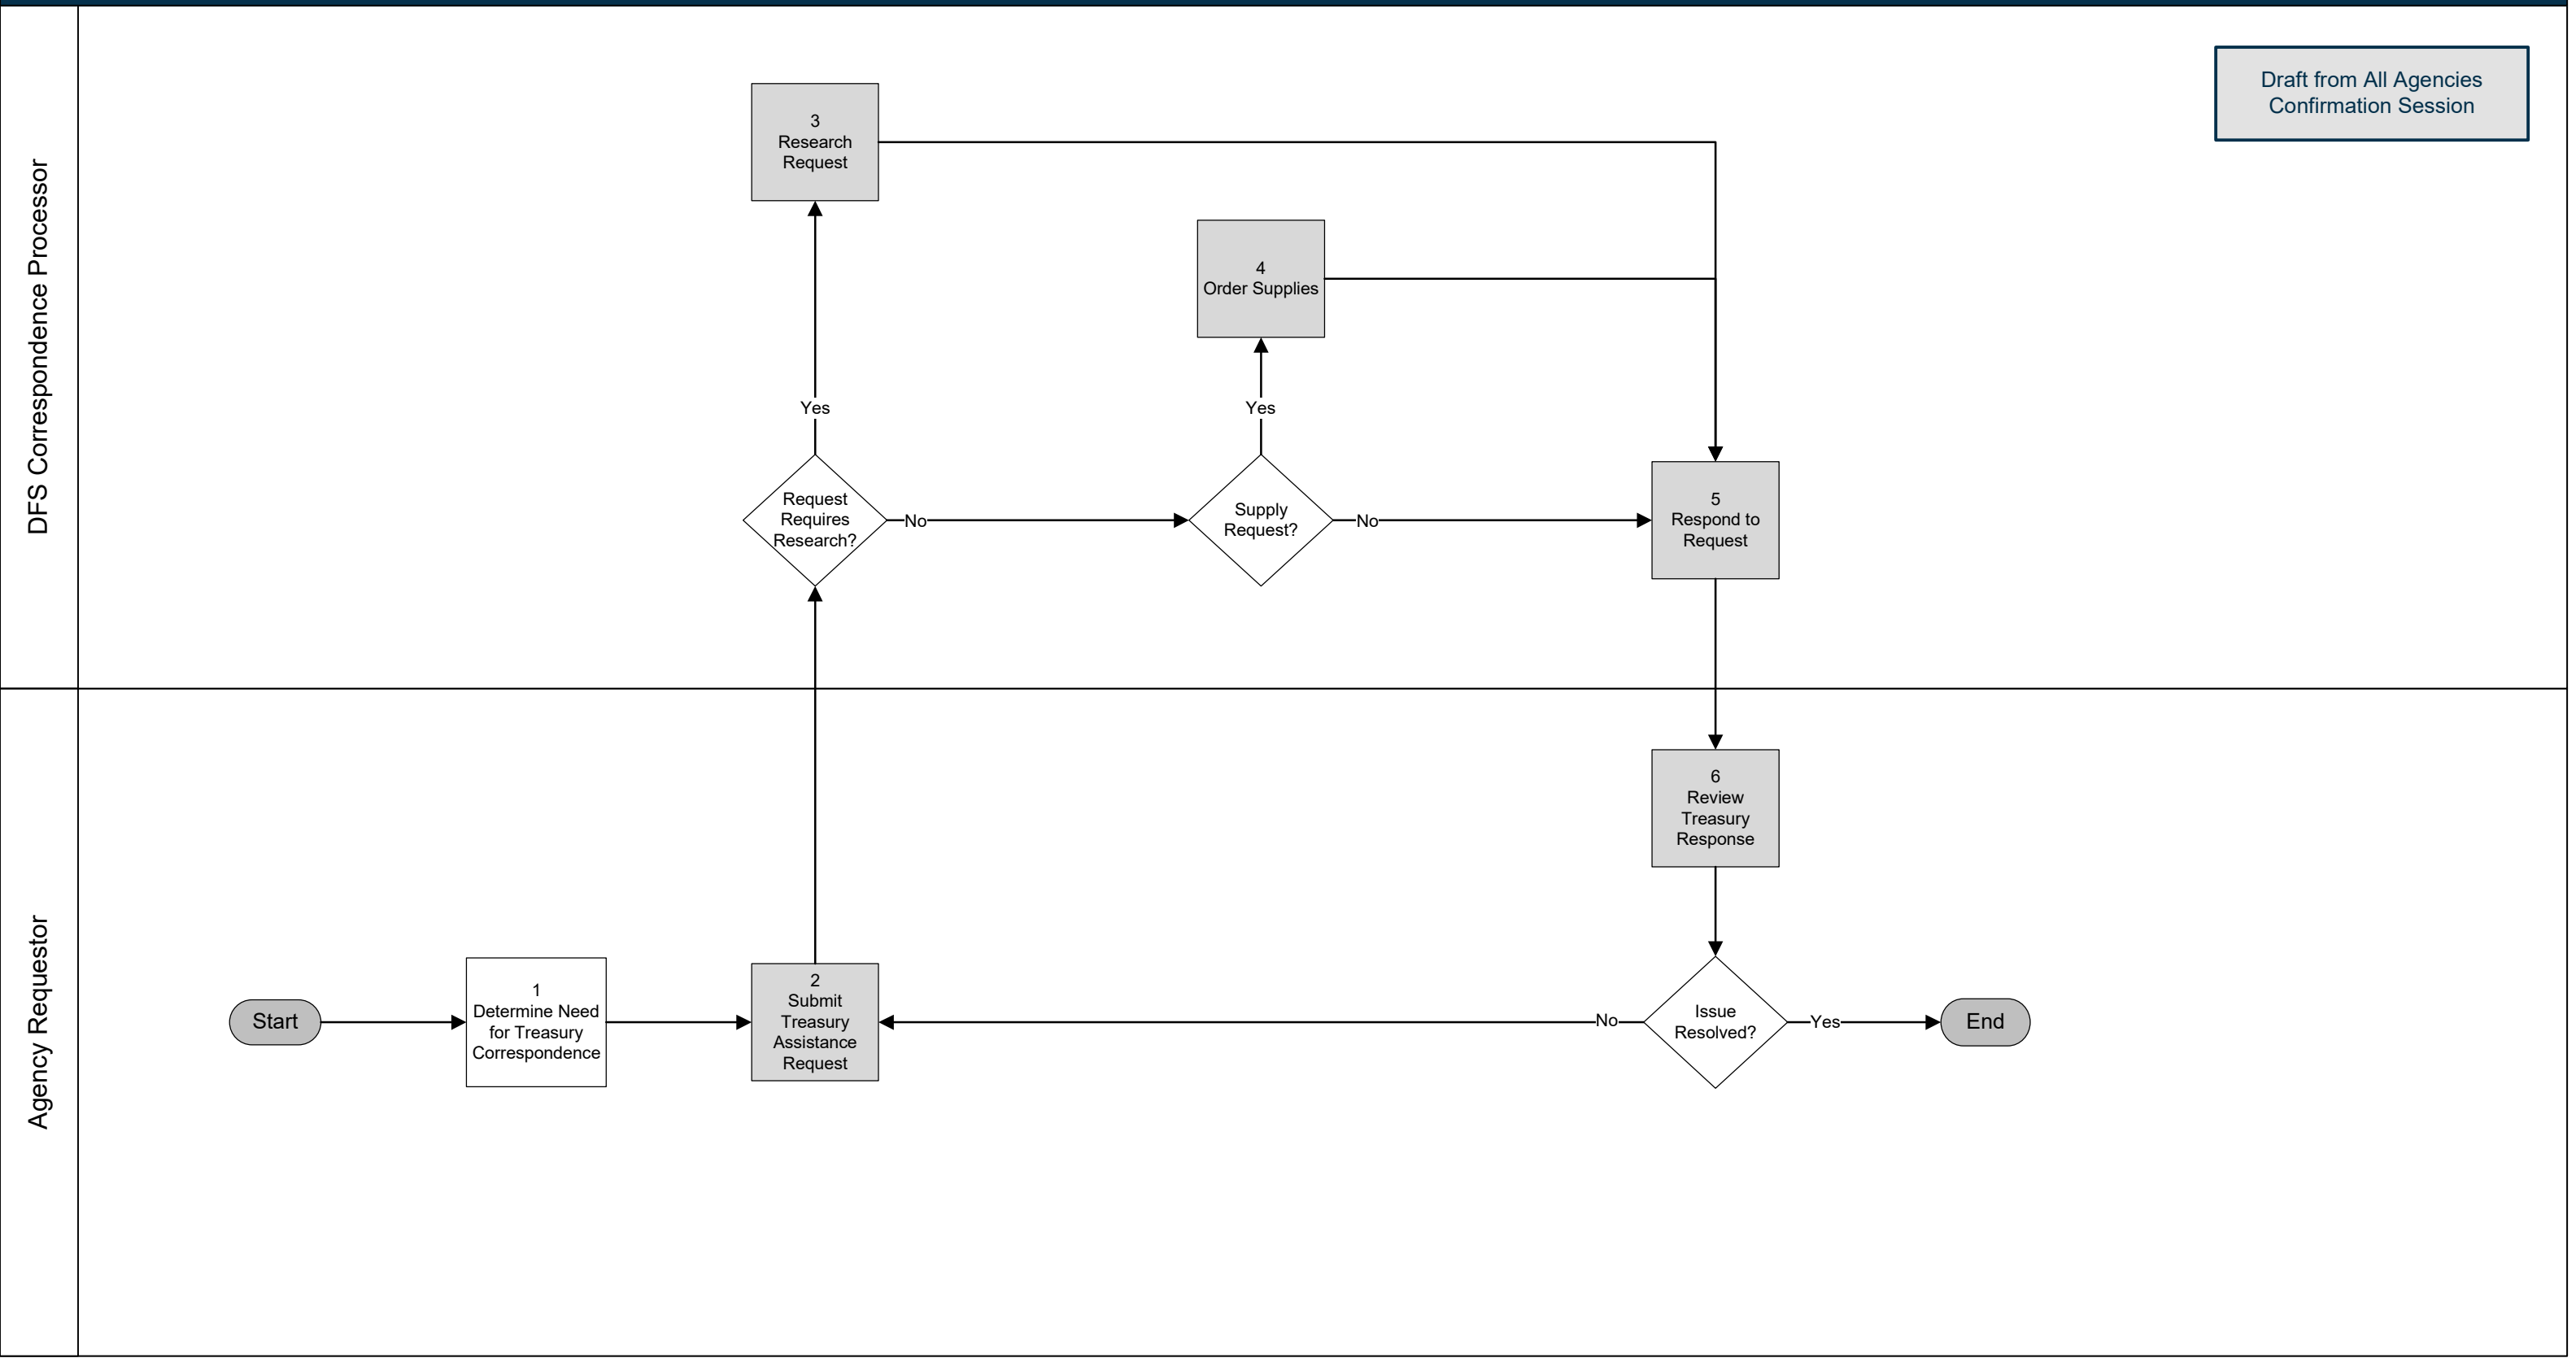 Draft from All Agencies
Confirmation Session
DFS Correspondence Processor
3
Research
Request
4
Order Supplies
Yes
Yes
Request
Requires
Research?
No
Supply
Request?
No
5
Respond to
Request
Agency Requestor
6
Review
Treasury
Response
Start
1
Determine Need
for Treasury
Correspondence
2
Submit
Treasury
Assistance
Request
No
Issue
Resolved?
Yes
End